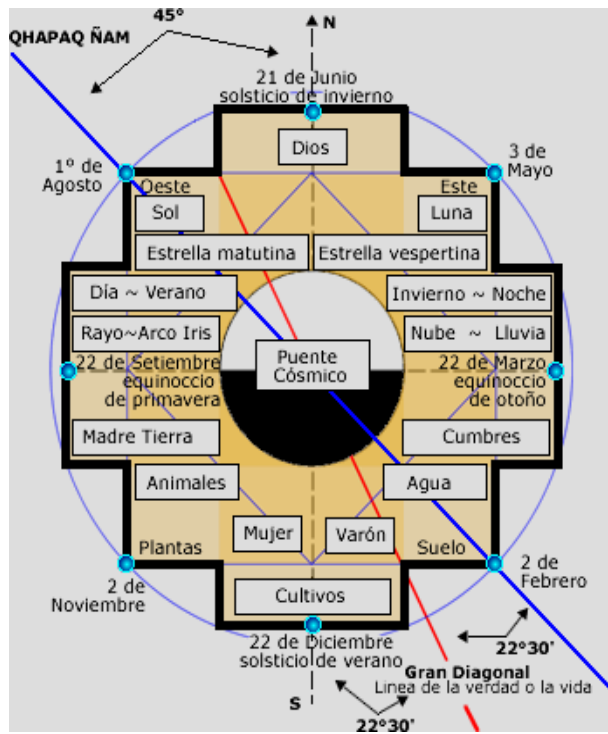 45°
N
QHAPAQ ÑAM
21 de Junio
solsticio de invierno
Dios
1º de
Agosto
3 de
Mayo
Oeste
Este
Sol
Luna
Estrella matutina
Estrella vespertina
Día ~ Verano
Invierno ~ Noche
Rayo~Arco Iris
Nube ~ Lluvia
Puente
Cósmico
22 de Setiembre
equinoccio
de primavera
22 de Marzo
equinoccio
de otoño
Madre Tierra
Cumbres
Animales
Agua
Mujer
Varón
Plantas
Suelo
2 de
Noviembre
2 de
Febrero
Cultivos
22 de Diciembre
solsticio de verano
22°30'
Gran Diagonal
Linea de la verdad o la vida
S
22°30'